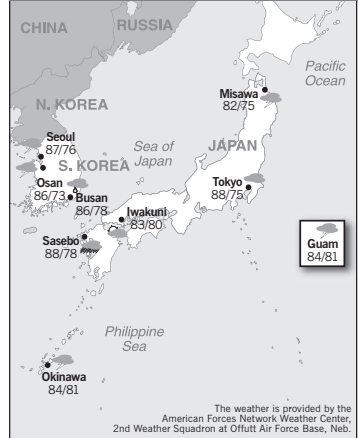 CHINA
RUSSIA
Pacific
Ocean
N. KOREA
Misawa
82/75
Seoul
87/76
Sea of
Japan
JAPAN
S. KOREA
Osan
86/73
Busan
86/78
Tokyo
88/75
Iwakuni
83/80
Sasebo
88/78
Guam
84/81
Philippine
Sea
Okinawa
84/81
The weather is provided by the
American Forces Network Weather Center,
2nd Weather Squadron at Offutt Air Force Base, Neb.